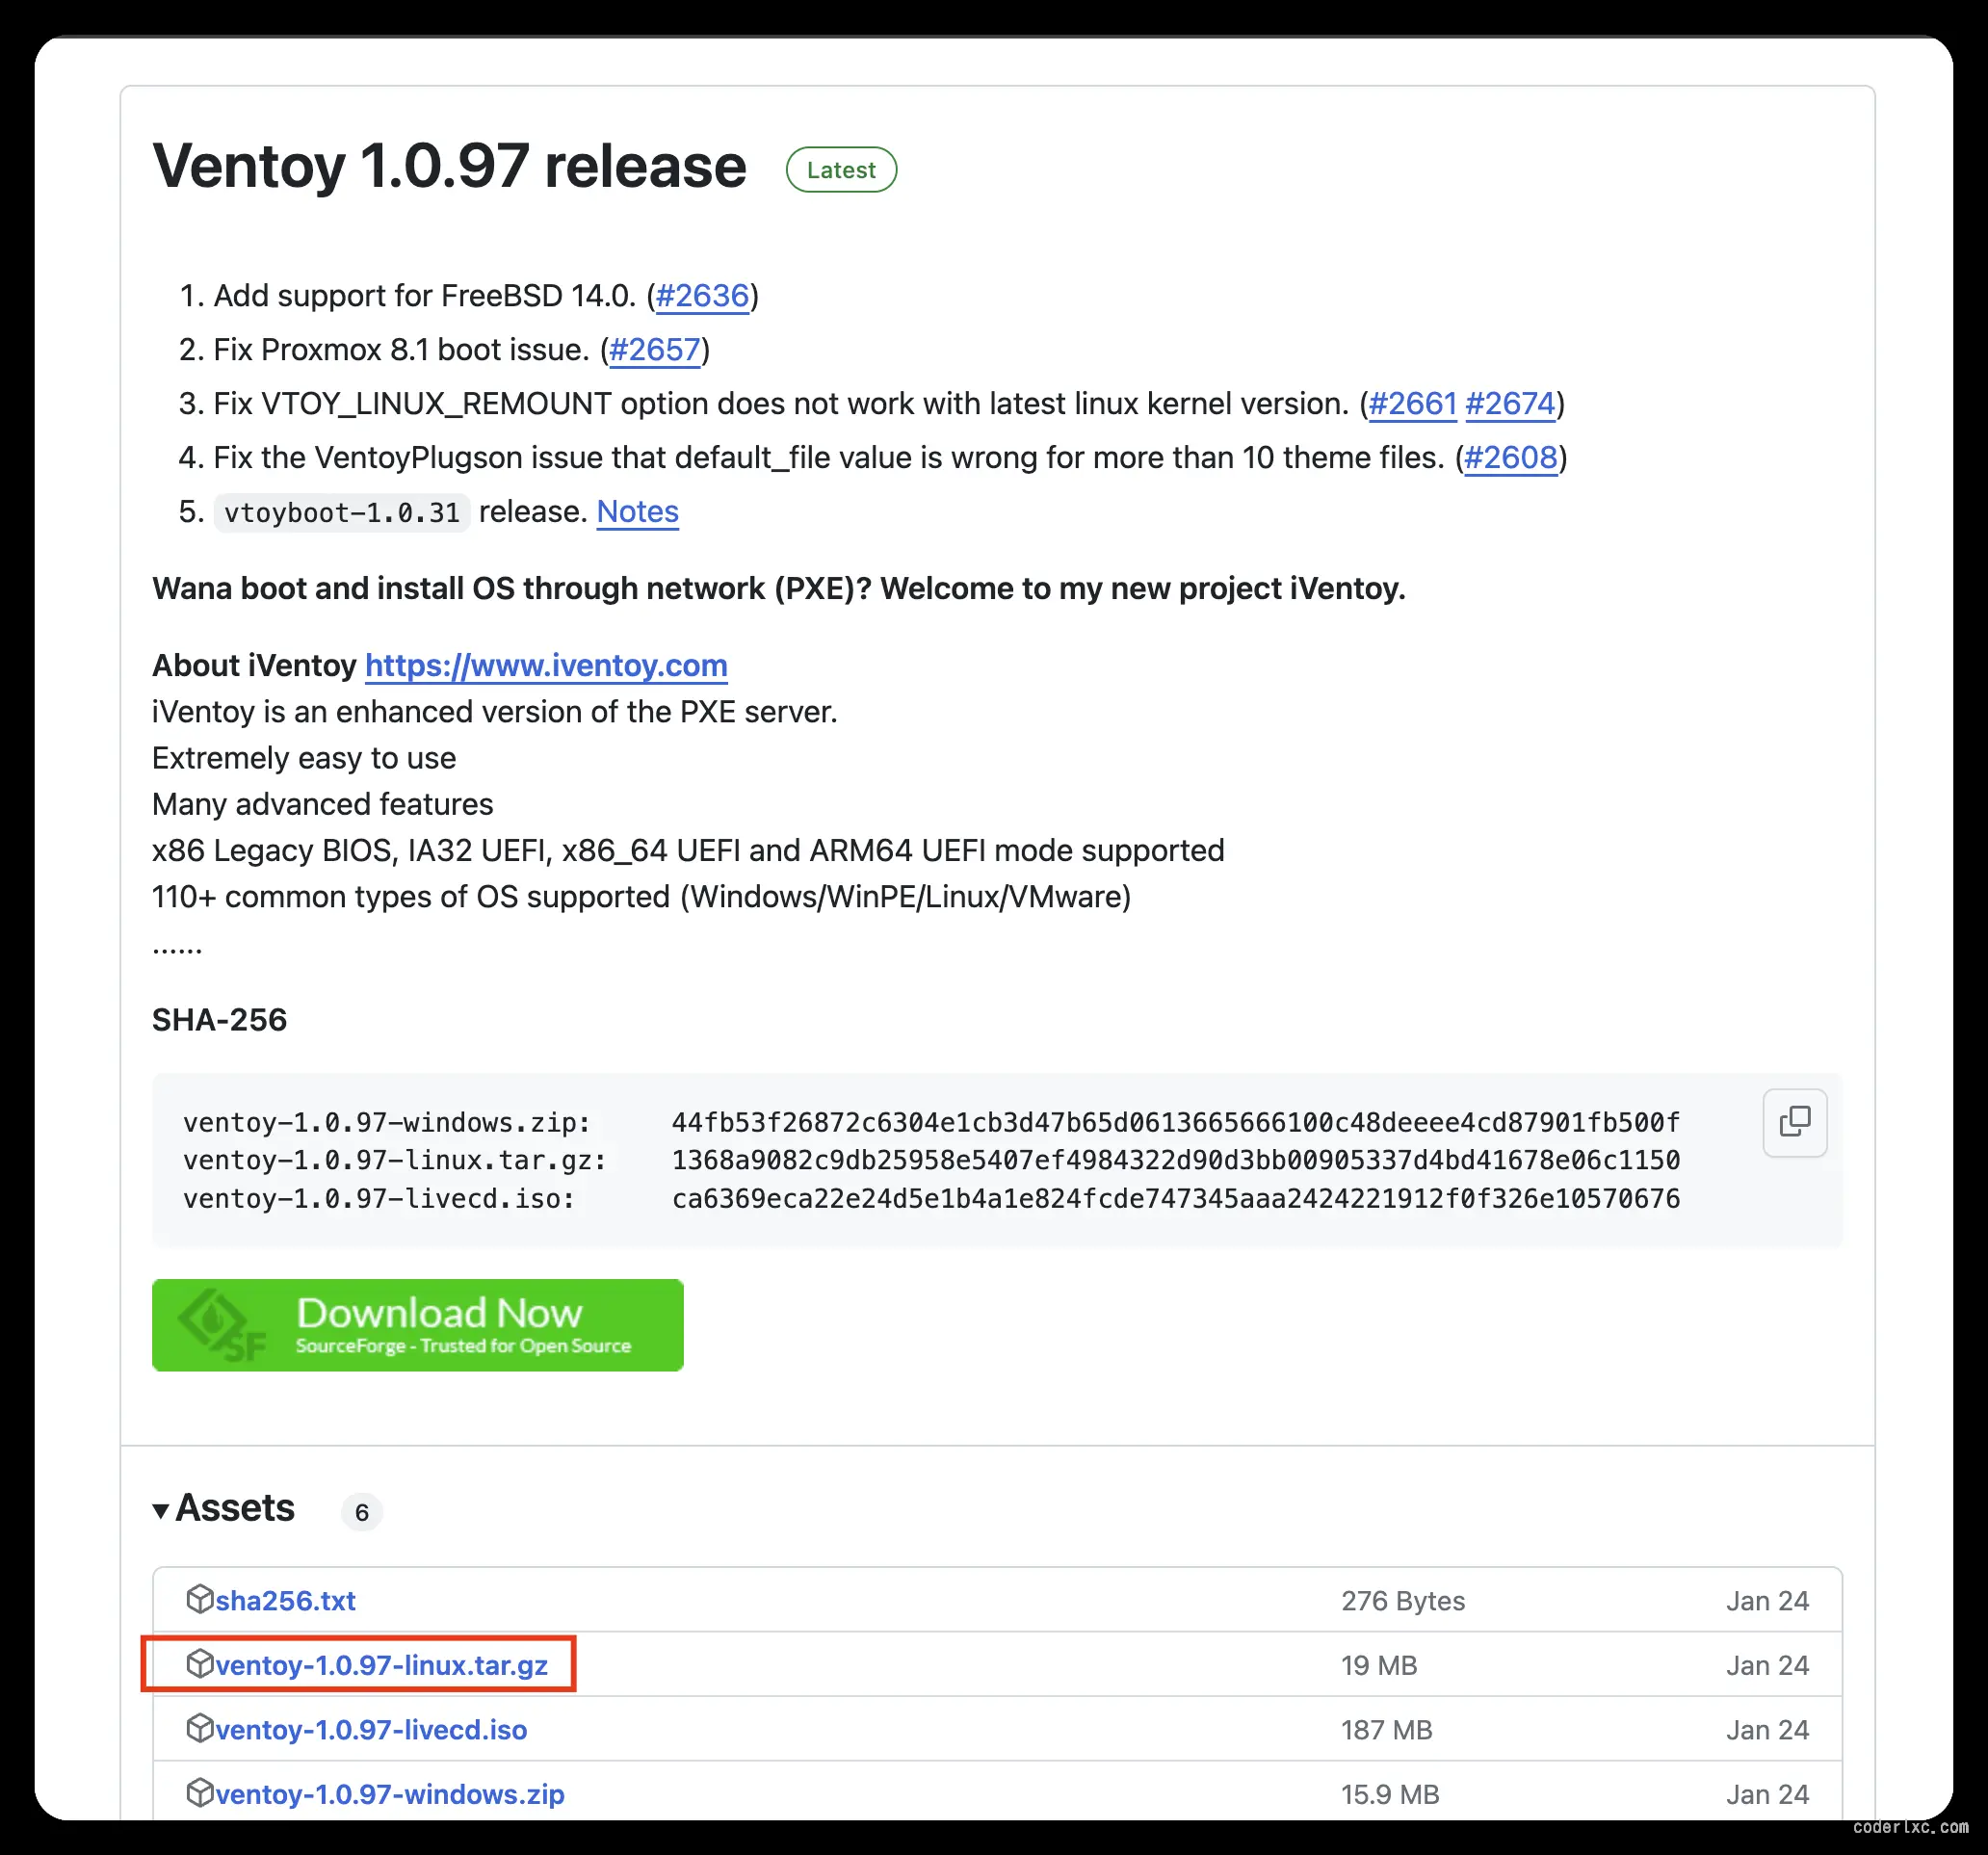 Ventoy 1.0.97 release Latest
1. Add support for FreeBSD 14.0. (#2636)
2. Fix Proxmox 8.1 boot issue. (#2657)
3. Fix VTOY_LINUX_REMOUNT option does not work with latest linux kernel version. (#2661 #2674)
4. Fix the VentoyPlugson issue that default_file value is wrong for more than 10 theme files. (#2608)
5. vtoyboot-1.0.31 release. Notes
Wana boot and install OS through network (PXE)? Welcome to my new project iVentoy.
About iVentoy https://www.iventoy.com
iVentoy is an enhanced version of the PXE server.
Extremely easy to use
Many advanced features
x86 Legacy BIOS, IA32 UEFI, x86_64 UEFI and ARM64 UEFI mode supported
110+ common types of OS supported (Windows/WinPE/Linux/VMware)
......
SHA-256
ventoy-1.0.97-windows.zip: 44fb53f26872c6304e1cb3d47b65d0613665666100c48deeee4cd87901fb500f
ventoy-1.0.97-linux.tar.gz: 1368a9082c9db25958e5407ef4984322d90d3bb00905337d4bd41678e06c1150
ventoy-1.0.97-livecd.iso: ca6369eca22e24d5e1b4a1e824fcde747345aaa2424221912f0f326e10570676
SF Download Now
SourceForge - Trusted for Open Source
Assets 6
sha256.txt 276 Bytes Jan 24
ventoy-1.0.97-linux.tar.gz 19 MB Jan 24
ventoy-1.0.97-livecd.iso 187 MB Jan 24
ventoy-1.0.97-windows.zip 15.9 MB Jan 24
coderlxc.com